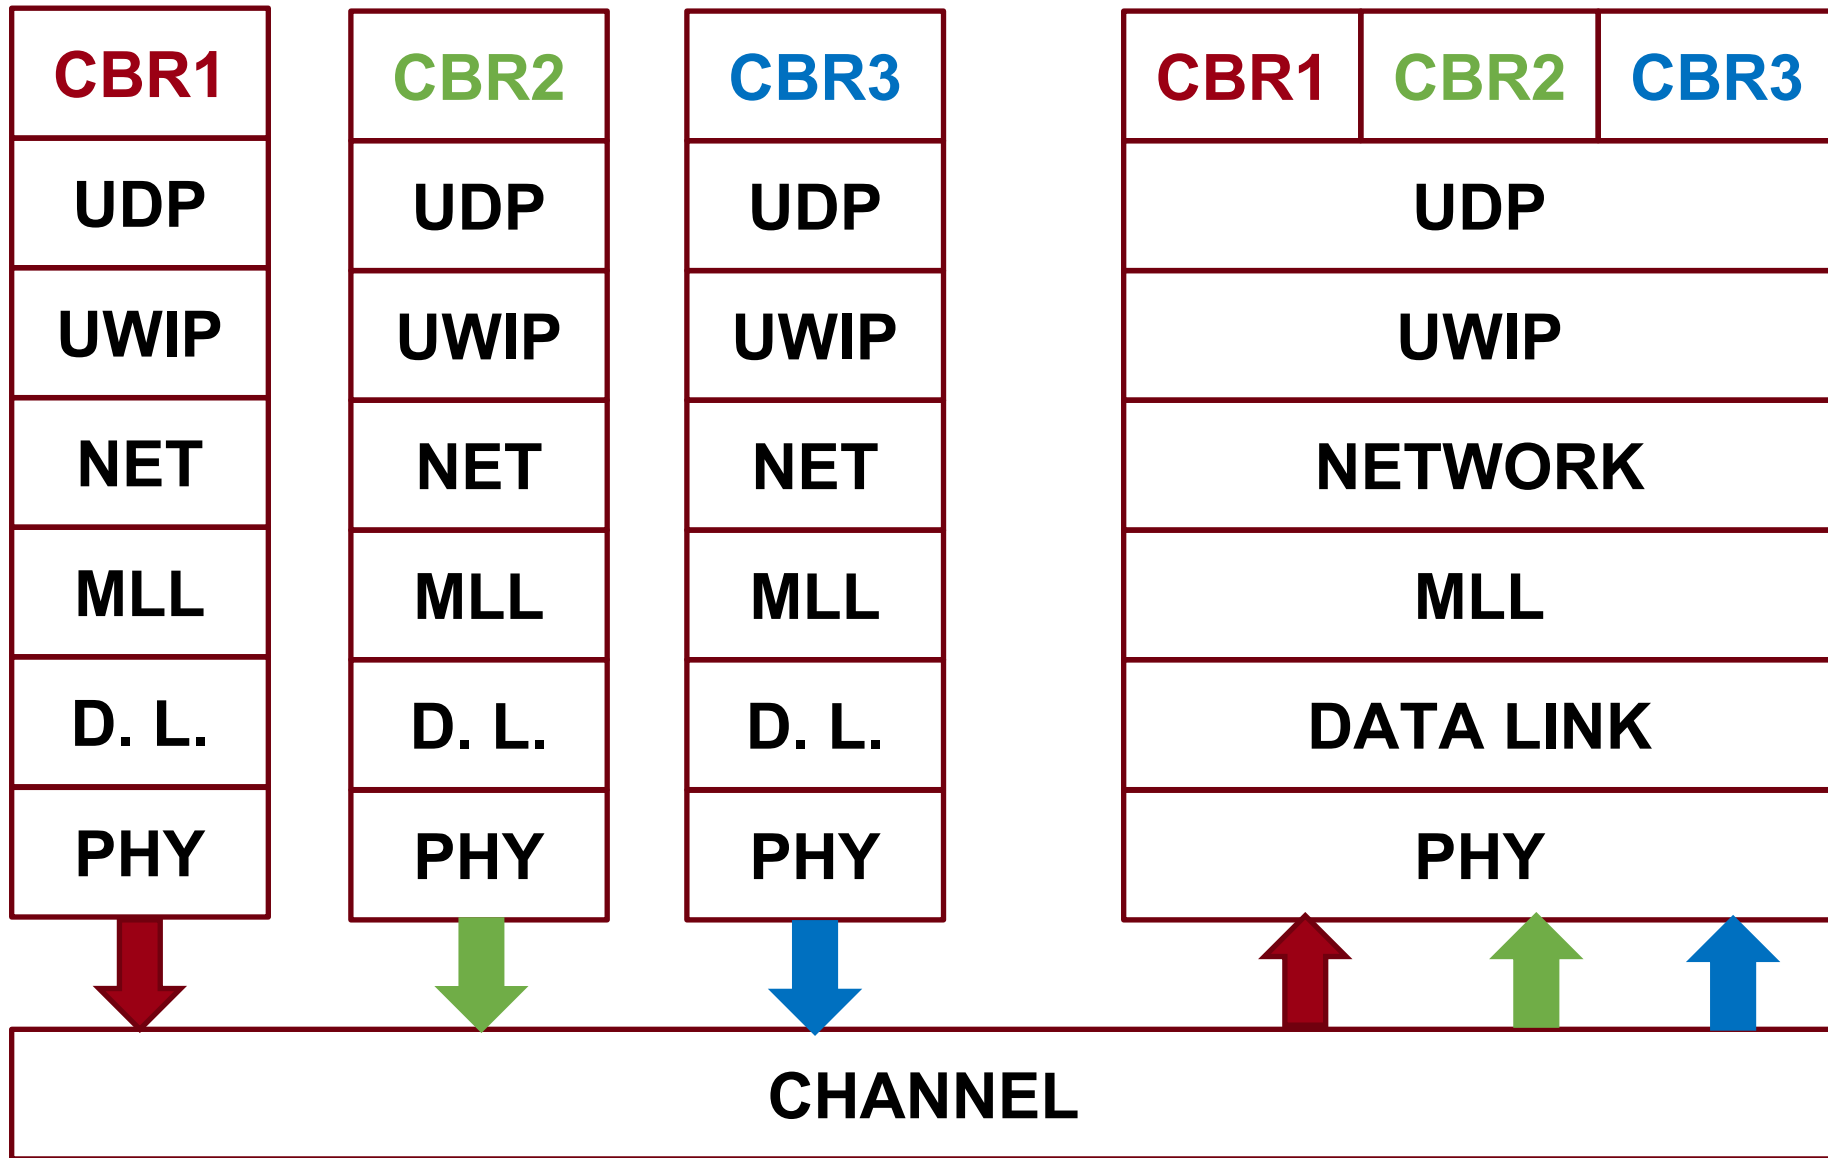 CBR1 CBR2 CBR3 CBR1 CBR2 CBR3
UDP UDP UDP UDP
UWIP UWIP UWIP UWIP
NET NET NET NETWORK
MLL MLL MLL MLL
D. L. D. L. D. L. DATA LINK
PHY PHY PHY PHY
CHANNEL